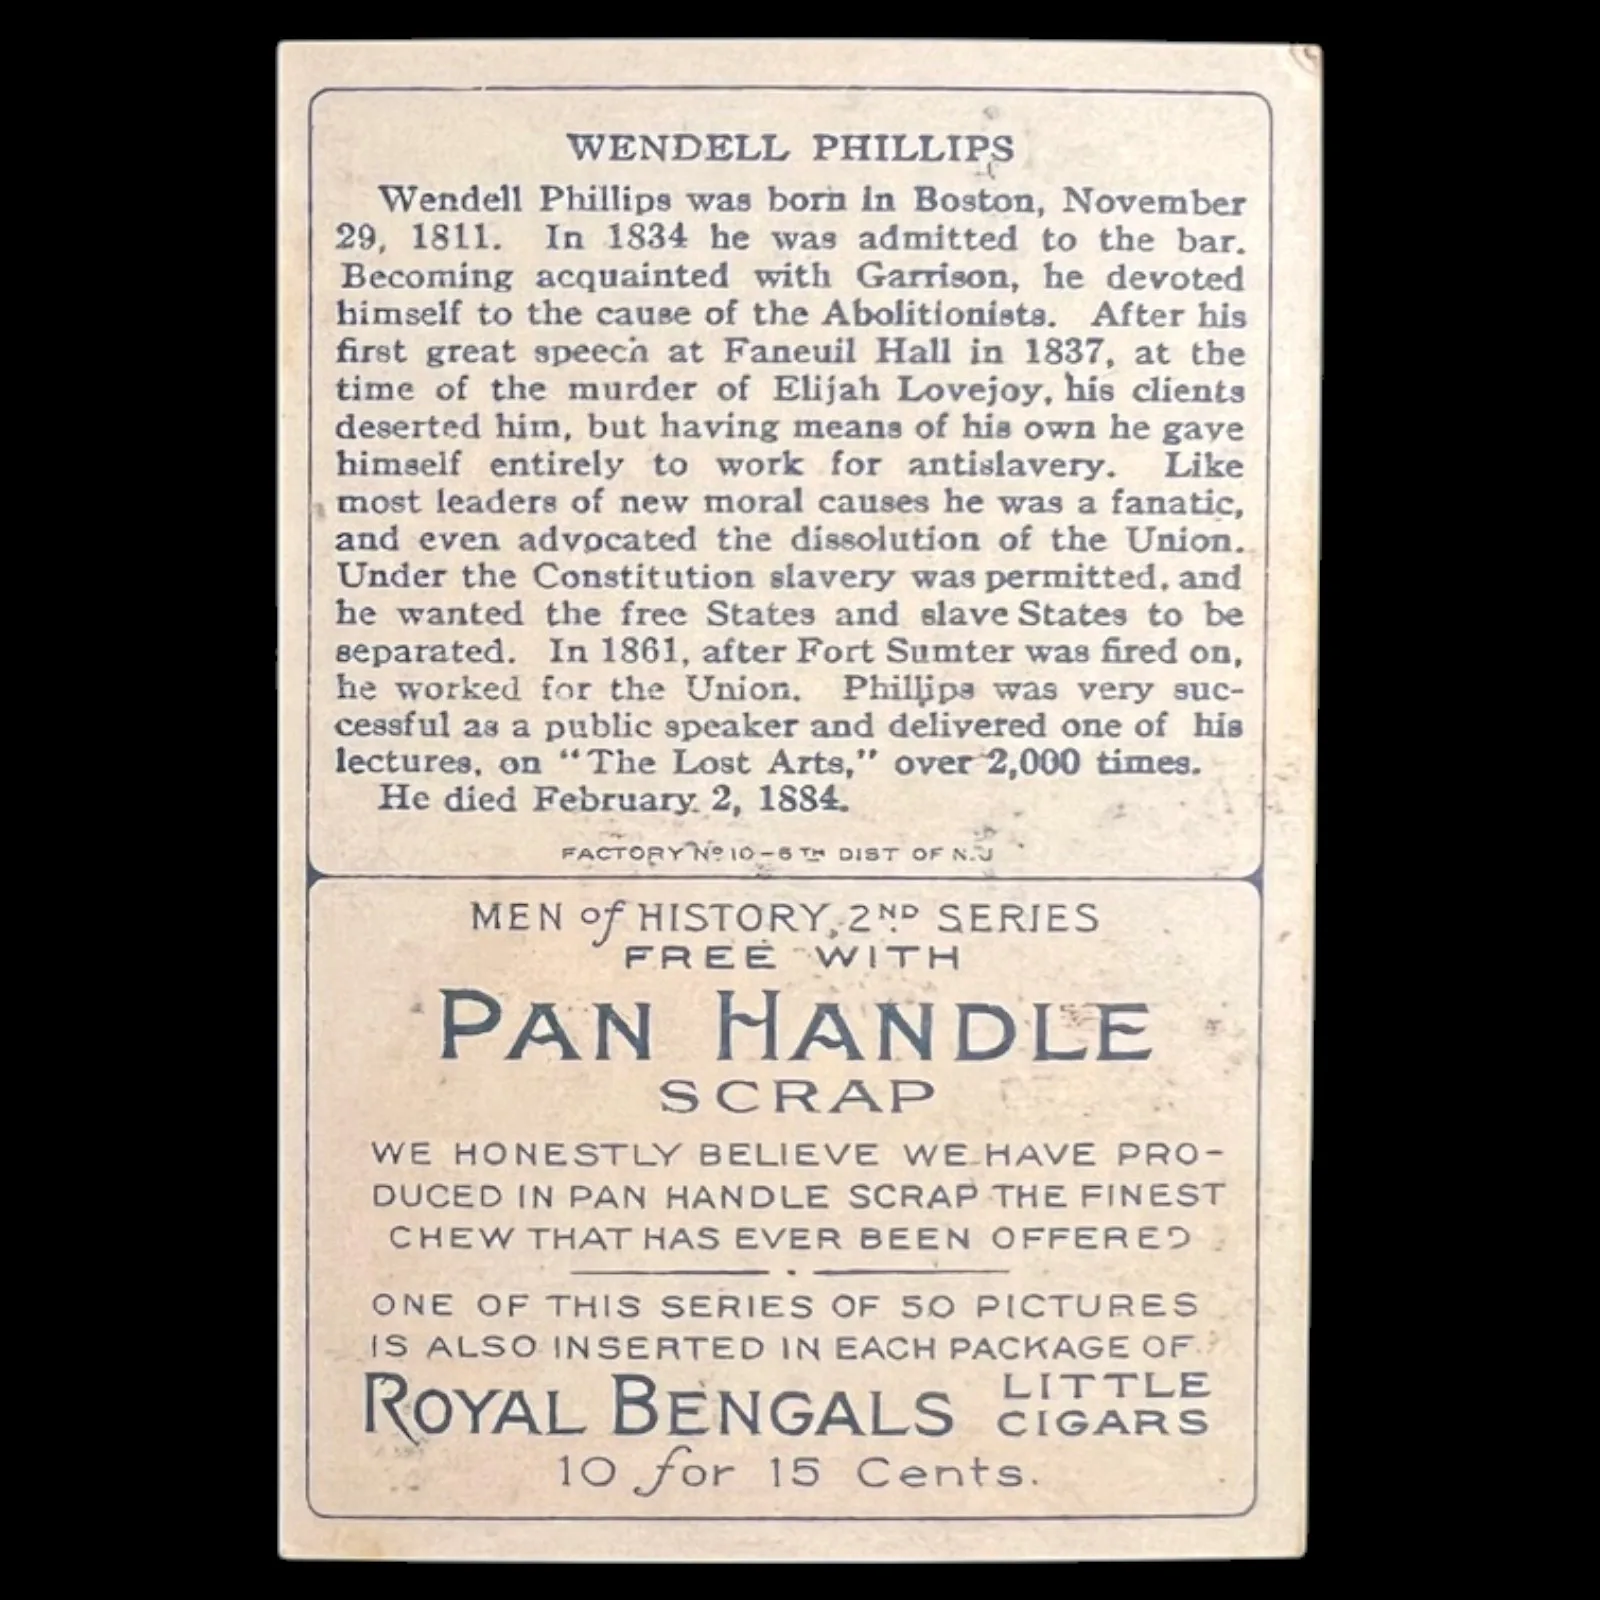 WENDELL PHILLIPS
Wendell Phillips was born in Boston, November
29, 1811. In 1834 he was admitted to the bar.
Becoming acquainted with Garrison, he devoted
himself to the cause of the Abolitionists. After his
first great speech at Faneuil Hall in 1837, at the
time of the murder of Elijah Lovejoy, his clients
deserted him, but having means of his own he gave
himself entirely to work for antislavery. Like
most leaders of new moral causes he was a fanatic,
and even advocated the dissolution of the Union.
Under the Constitution slavery was permitted, and
he wanted the free States and slave States to be
separated. In 1861, after Fort Sumter was fired on,
he worked for the Union. Phillips was very suc-
cessful as a public speaker and delivered one of his
lectures, on "The Lost Arts," over 2,000 times.
He died February 2, 1884.
FACTORY No 10-5TH DIST OF N.J
MEN of HISTORY, 2ND SERIES
FREE WITH
PAN HANDLE
SCRAP
WE HONESTLY BELIEVE WE HAVE PRO-
DUCED IN PAN HANDLE SCRAP THE FINEST
CHEW THAT HAS EVER BEEN OFFERED
ONE OF THIS SERIES OF 50 PICTURES
IS ALSO INSERTED IN EACH PACKAGE OF
ROYAL BENGALS LITTLE CIGARS
10 for 15 Cents.